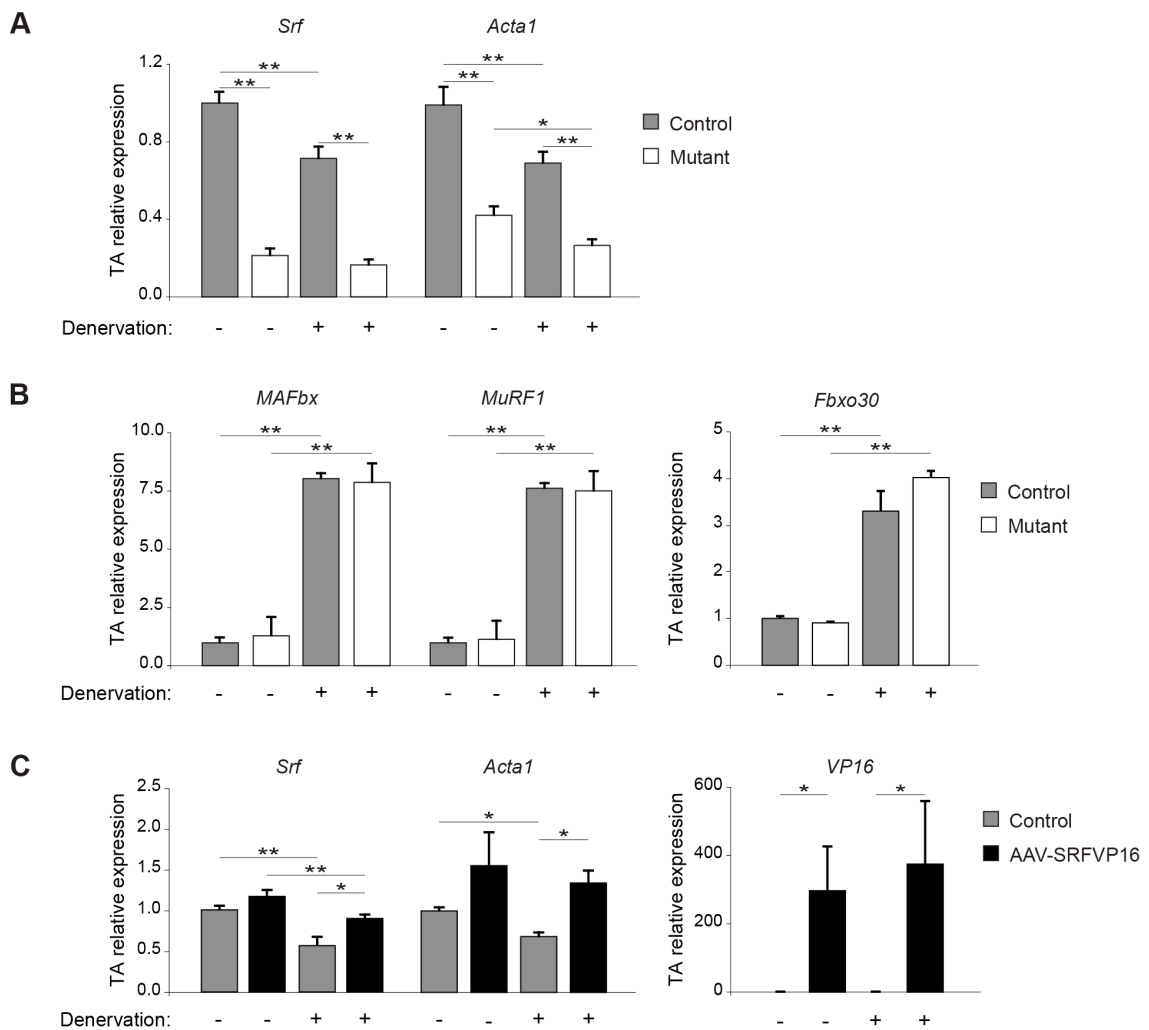 A
Srf Acta1
TA relative expression
1.2
0.8
0.4
0.0
** ** **
** ** * **
Control
Mutant
Denervation: - - + + - - + +
B
MAFbx MuRF1 Fbxo30
TA relative expression
10.0
7.5
5.0
2.5
0.0
** ** ** **
TA relative expression
5
4
3
2
1
0
** **
Control
Mutant
Denervation: - - + + - - + + - - + +
C
Srf Acta1 VP16
TA relative expression
2.5
2.0
1.5
1.0
0.5
0.0
** ** * * *
TA relative expression
600
400
200
0
* *
Control
AAV-SRFVP16
Denervation: - - + + - - + + - - + +